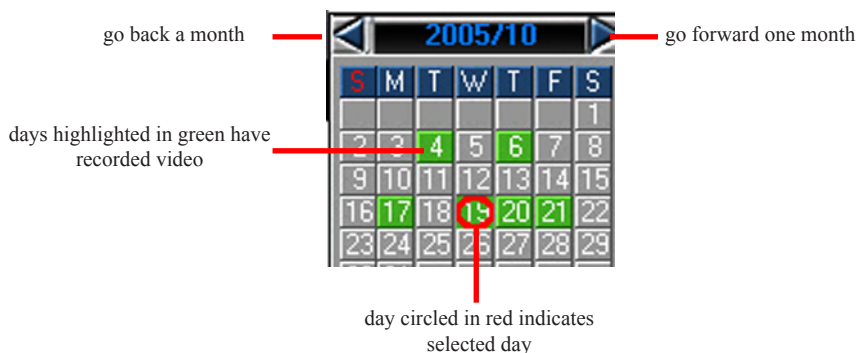 go back a month
2005/10
go forward one month
S M T W T F S
1
days highlighted in green have
recorded video
2 3 4 5 6 7 8
9 10 11 12 13 14 15
16 17 18 19 20 21 22
23 24 25 26 27 28 29
day circled in red indicates
selected day